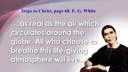 Steps to Christ, page 68, E. G. White
... as real as the air which
circulates around the
globe. All who choose to
breathe this life-giving
atmosphere will live...